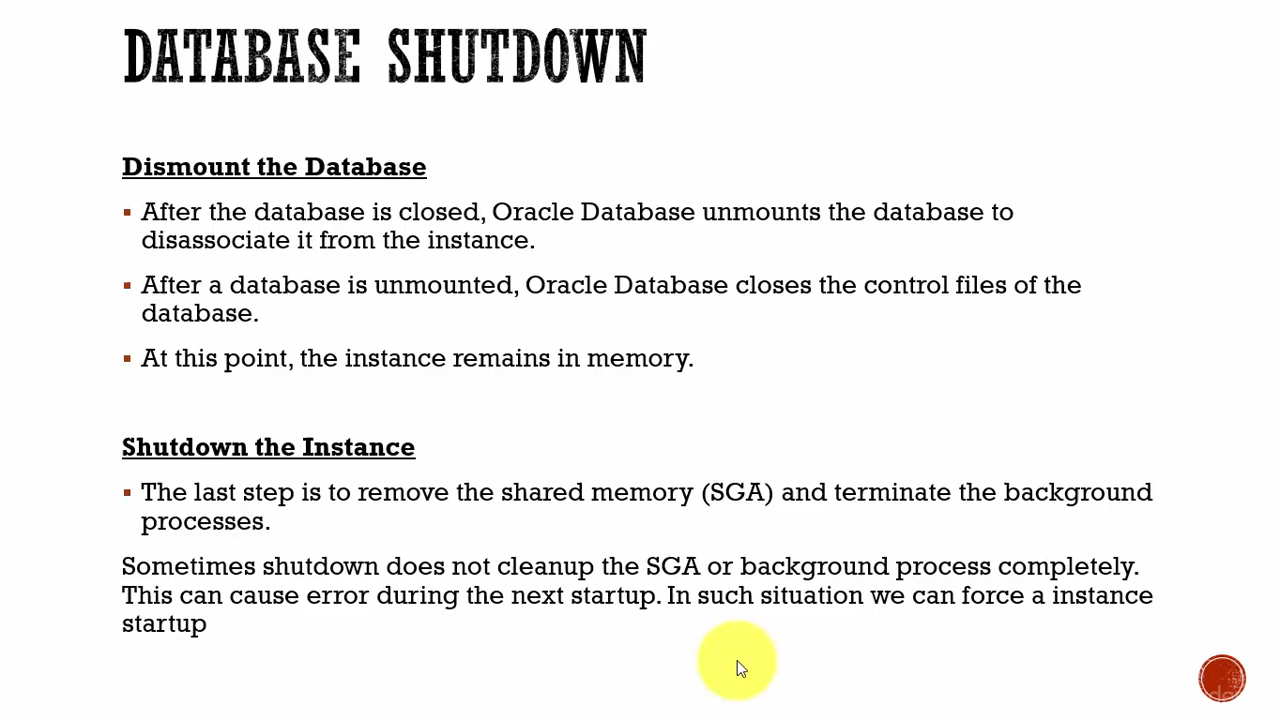 DATABASE SHUTDOWN
Dismount the Database
▪ After the database is closed, Oracle Database unmounts the database to
disassociate it from the instance.
▪ After a database is unmounted, Oracle Database closes the control files of the
database.
▪ At this point, the instance remains in memory.
Shutdown the Instance
▪ The last step is to remove the shared memory (SGA) and terminate the background
processes.
Sometimes shutdown does not cleanup the SGA or background process completely.
This can cause error during the next startup. In such situation we can force a instance
startup